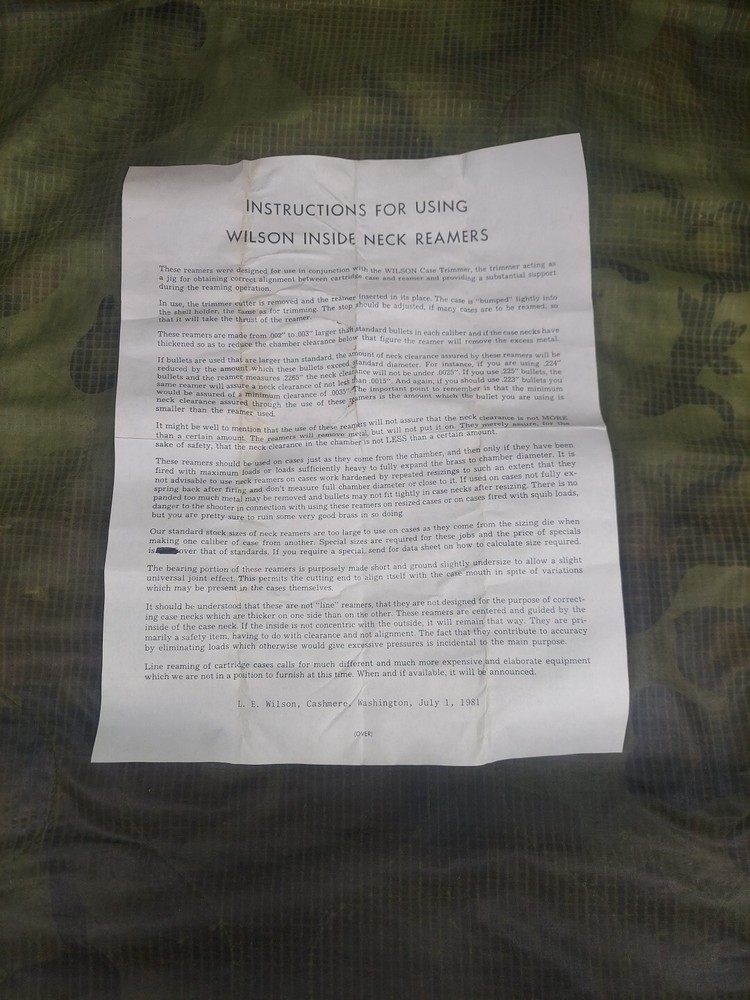 INSTRUCTIONS FOR USING
WILSON INSIDE NECK REAMERS
These reamers were designed for use in conjunction with the WILSON Case Trimmer, the trimmer acting as
a jig for obtaining correct alignment between cartridge case and reamer and providing a substantial support
during the reaming operation.
In use, the trimmer cutter is removed and the reamer inserted in its place. The case is "bumped" lightly into
the shell holder, the same as for trimming. The stop should be adjusted, if many cases are to be reamed, so
that it will take the thrust of the reamer.
These reamers are made from .002" to .003" larger than standard bullets in each caliber and if the case necks have
thickened so as to reduce the chamber clearance below that figure the reamer will remove the excess metal.
If bullets are used that are larger than standard, the amount of neck clearance assured by these reamers will be
reduced by the amount which these bullets exceed standard diameter. For instance, if you are using .224"
bullets and the reamer measures .2265" the neck clearance will not be under .0025". If you use .225" bullets, the
same reamer will assure a neck clearance of not less than .0015". And again, if you should use .223" bullets you
would be assured of a minimum clearance of .0035". The important point to remember is that the minimum
neck clearance assured through the use of these reamers is the amount which the bullet you are using is
smaller than the reamer used.
It might be well to mention that the use of these reamers will not assure that the neck clearance is not MORE
than a certain amount. The reamers will remove metal, but will not put it on. They merely assure, for the
sake of safety, that the neck clearance in the chamber is not LESS than a certain amount.
These reamers should be used on cases just as they come from the chamber, and then only if they have been
fired with maximum loads or loads sufficiently heavy to fully expand the brass to chamber diameter. It is
not advisable to use neck reamers on cases work hardened by repeated resizings to such an extent that they
spring back after firing and don't measure full chamber diameter or close to it. If used on cases not fully ex-
panded too much metal may be removed and bullets may not fit tightly in case necks after resizing. There is no
danger to the shooter in connection with using these reamers on resized cases or on cases fired with squib loads,
but you are pretty sure to ruin some very good brass in so doing.
Our standard stock sizes of neck reamers are too large to use on cases as they come from the sizing die when
making one caliber of case from another. Special sizes are required for these jobs and the price of specials
is over that of standards. If you require a special, send for data sheet on how to calculate size required.
The bearing portion of these reamers is purposely made short and ground slightly undersize to allow a slight
universal joint effect. This permits the cutting end to align itself with the case mouth in spite of variations
which may be present in the cases themselves.
It should be understood that these are not "line" reamers, that they are not designed for the purpose of correct-
ing case necks which are thicker on one side than on the other. These reamers are centered and guided by the
inside of the case neck. If the inside is not concentric with the outside, it will remain that way. They are pri-
marily a safety item, having to do with clearance and not alignment. The fact that they contribute to accuracy
by eliminating loads which otherwise would give excessive pressures is incidental to the main purpose.
Line reaming of cartridge cases calls for much different and much more expensive and elaborate equipment
which we are not in a position to furnish at this time. When and if available, it will be announced.
L. E. Wilson, Cashmere, Washington, July 1, 1981
(OVER)